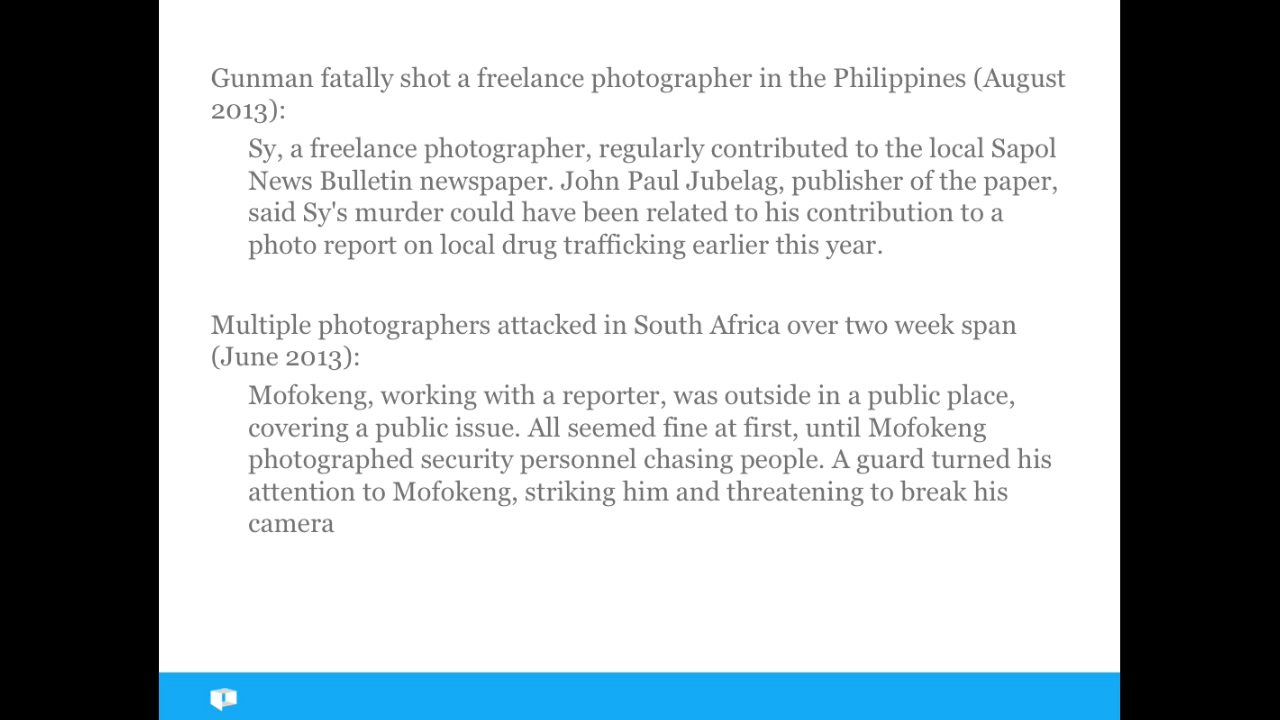 Gunman fatally shot a freelance photographer in the Philippines (August
2013):
Sy, a freelance photographer, regularly contributed to the local Sapol
News Bulletin newspaper. John Paul Jubelag, publisher of the paper,
said Sy's murder could have been related to his contribution to a
photo report on local drug trafficking earlier this year.
Multiple photographers attacked in South Africa over two week span
(June 2013):
Mofokeng, working with a reporter, was outside in a public place,
covering a public issue. All seemed fine at first, until Mofokeng
photographed security personnel chasing people. A guard turned his
attention to Mofokeng, striking him and threatening to break his
camera